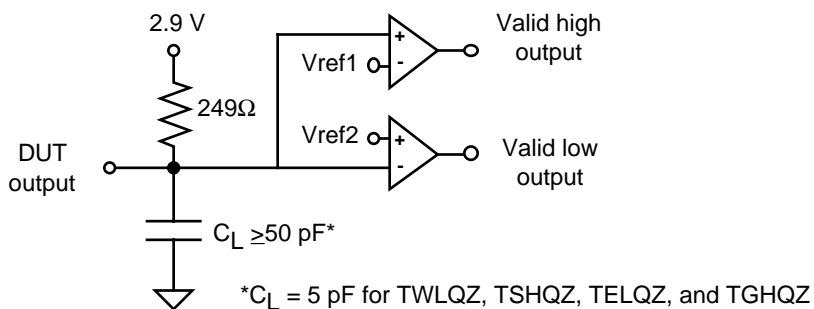 2.9 V
Valid high
output
+
-
Vref1
249Ω
Vref2
+
-
DUT
output
Valid low
output
CL ≥50 pF*
*CL = 5 pF for TWLQZ, TSHQZ, TELQZ, and TGHQZ